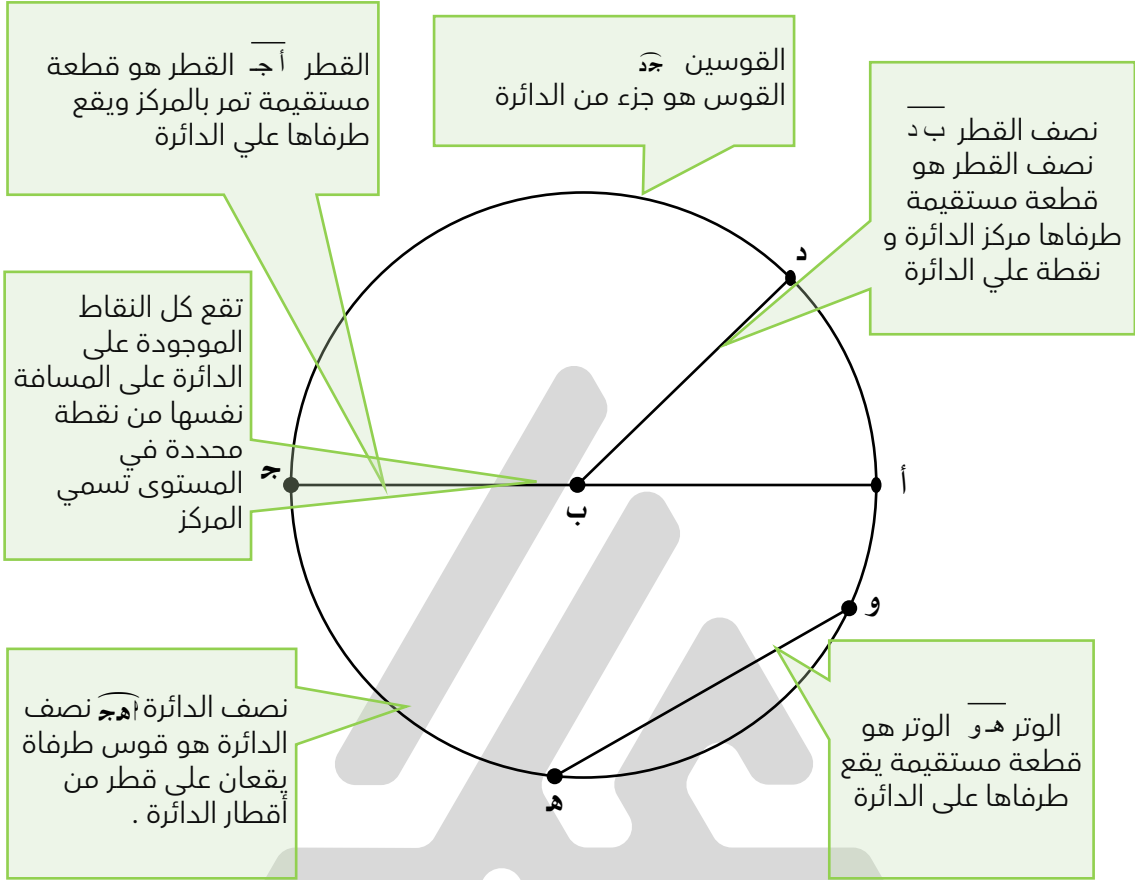 القطر أ جـ القطر هو قطعة
مستقيمة تمر بالمركز ويقع
طرفاها علي الدائرة
القوسين جد
القوس هو جزء من الدائرة
نصف القطر ب د
نصف القطر هو
قطعة مستقيمة
طرفاها مركز الدائرة و
نقطة علي الدائرة
تقع كل النقاط
الموجودة على
الدائرة على المسافة
نفسها من نقطة
محددة في
المستوى تسمي
المركز
د
جـ
ب
أ
و
هـ
نصف الدائرة أهجـ نصف
الدائرة هو قوس طرفاة
يقعان على قطر من
أقطار الدائرة .
الوتر هـ و الوتر هو
قطعة مستقيمة يقع
طرفاها على الدائرة